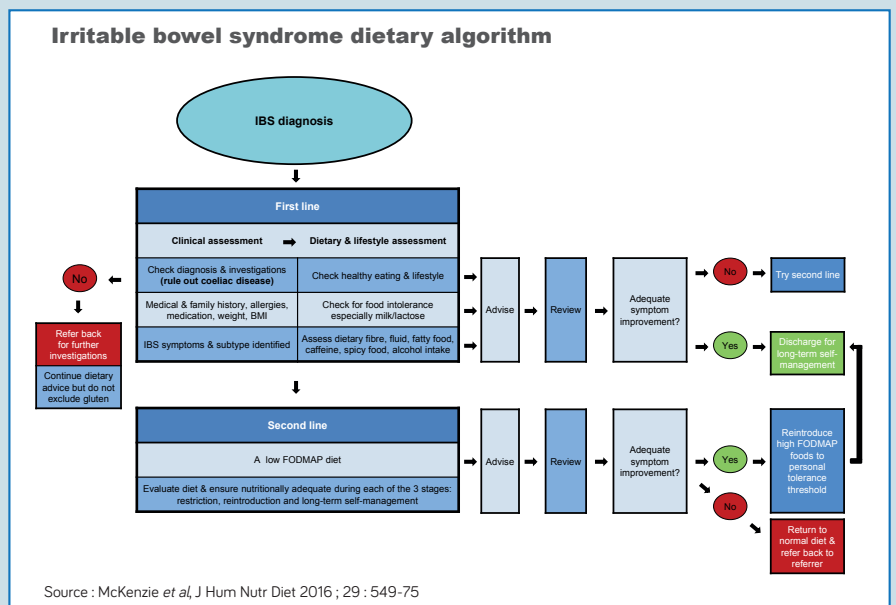 Irritable bowel syndrome dietary algorithm
IBS diagnosis
First line
Clinical assessment
Dietary & lifestyle assessment
Check diagnosis & investigations
(rule out coeliac disease)
Check healthy eating & lifestyle
Medical & family history, allergies,
medication, weight, BMI
Check for food intolerance
especially milk/lactose
IBS symptoms & subtype identified
Assess dietary fibre, fluid, fatty food,
caffeine, spicy food, alcohol intake
No
Refer back
for further
investigations
Continue dietary
advice but do not
exclude gluten
Advise
Review
Adequate
symptom
improvement?
No
Try second line
Yes
Discharge for
long-term self-
management
Second line
A low FODMAP diet
Evaluate diet & ensure nutritionally adequate during each of the 3 stages:
restriction, reintroduction and long-term self-management
Advise
Review
Adequate
symptom
improvement?
Yes
Reintroduce
high FODMAP
foods to
personal
tolerance
threshold
No
Return to
normal diet &
refer back to
referrer
Source : McKenzie et al, J Hum Nutr Diet 2016 ; 29 : 549-75